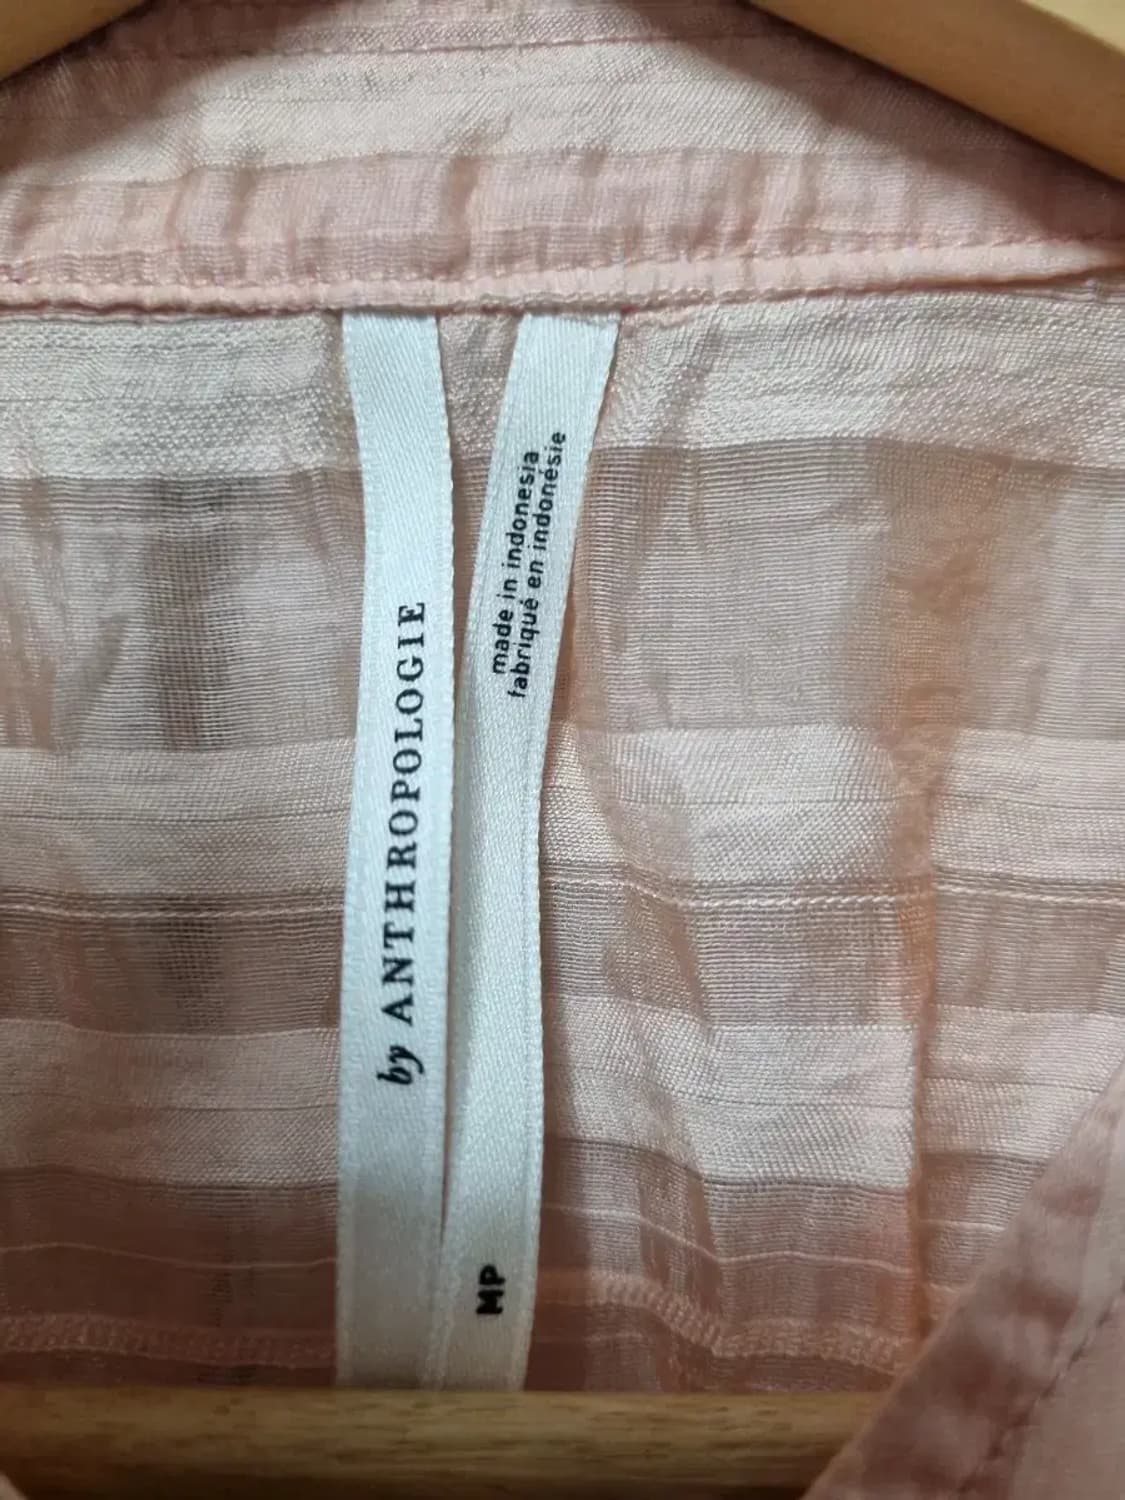 by ANTHROPOLOGIE
made in indonesia
fabriqué en indonésie
MP